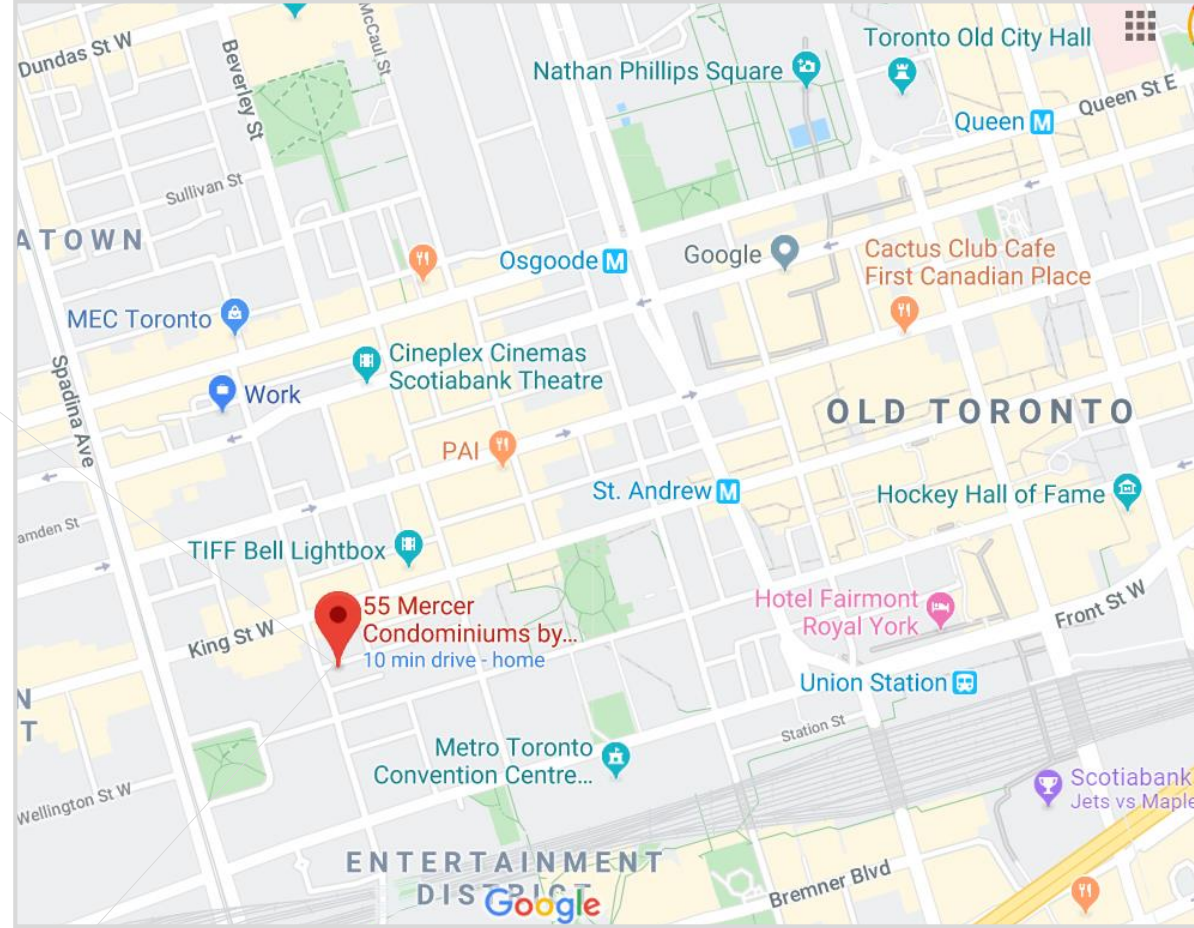 Dundas St W
Beverley St
McCaul St
Nathan Phillips Square
Toronto Old City Hall
Queen
Queen St E
Sullivan St
ATOWN
Osgoode
Google
Cactus Club Cafe
First Canadian Place
MEC Toronto
Cineplex Cinemas
Scotiabank Theatre
Work
Spadina Ave
OLD TORONTO
PAI
St. Andrew
Hockey Hall of Fame
amden St
TIFF Bell Lightbox
55 Mercer
Condominiums by...
10 min drive - home
King St W
Hotel Fairmont
Royal York
Front St W
Union Station
N
T
Station St
Metro Toronto
Convention Centre...
Scotiabank
Jets vs Maple
Wellington St W
ENTERTAINMENT
DISTRICT
Google
Bremner Blvd